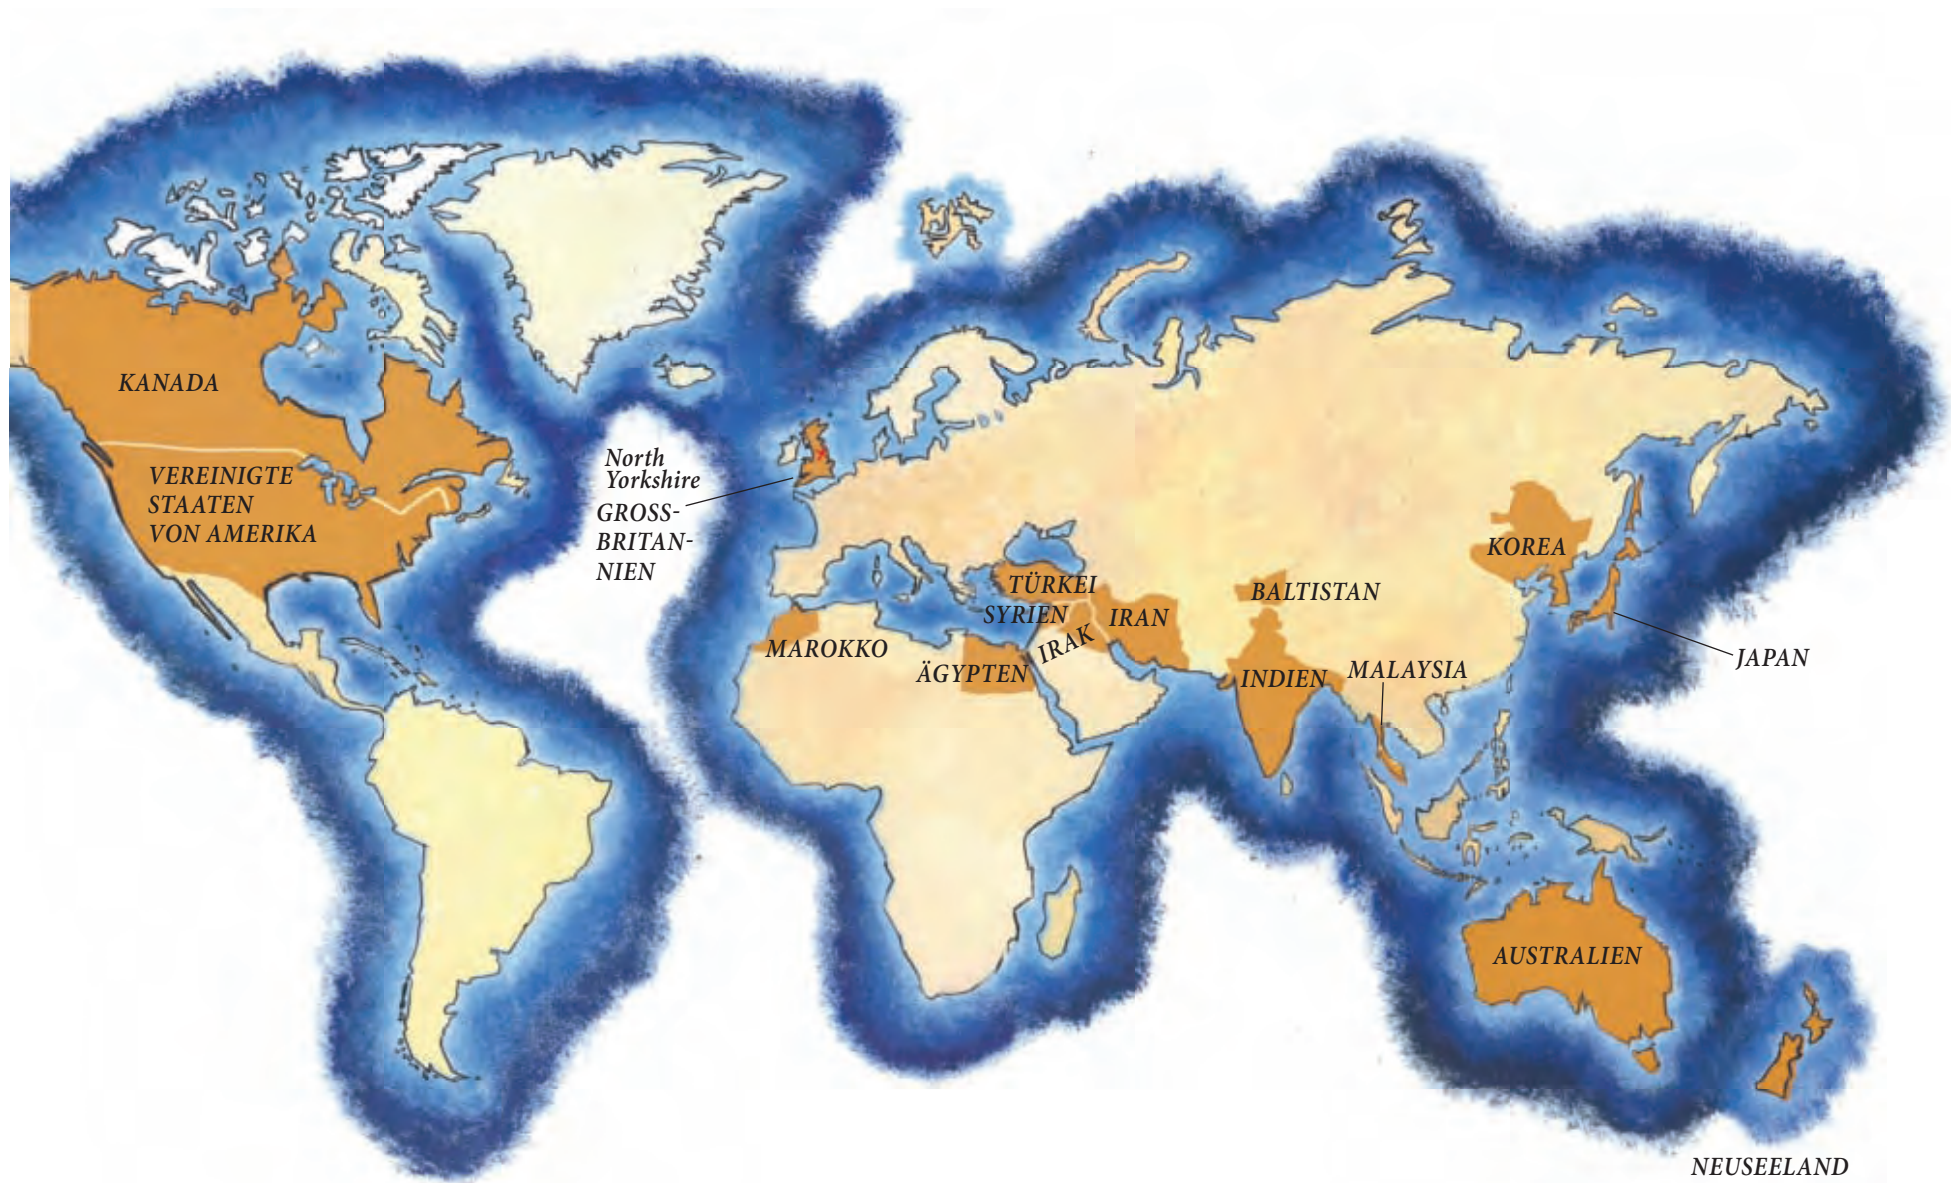 KANADA
VEREINIGTE
STAATEN
VON AMERIKA
North
Yorkshire
GROSS-
BRITAN-
NIEN
MAROKKO
ÄGYPTEN
TÜRKEI
SYRIEN
IRAK
IRAN
BALTISTAN
INDIEN
MALAYSIA
KOREA
JAPAN
AUSTRALIEN
NEUSEELAND